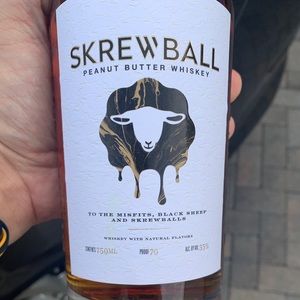 SKREWBALL
PEANUT BUTTER WHISKEY
TO THE MISFITS, BLACK SHEEP
AND SKREWBALLS
WHISKEY WITH NATURAL FLAVORS
CONTENTS 750ML PROOF 70 ALC. BY VOL 35%